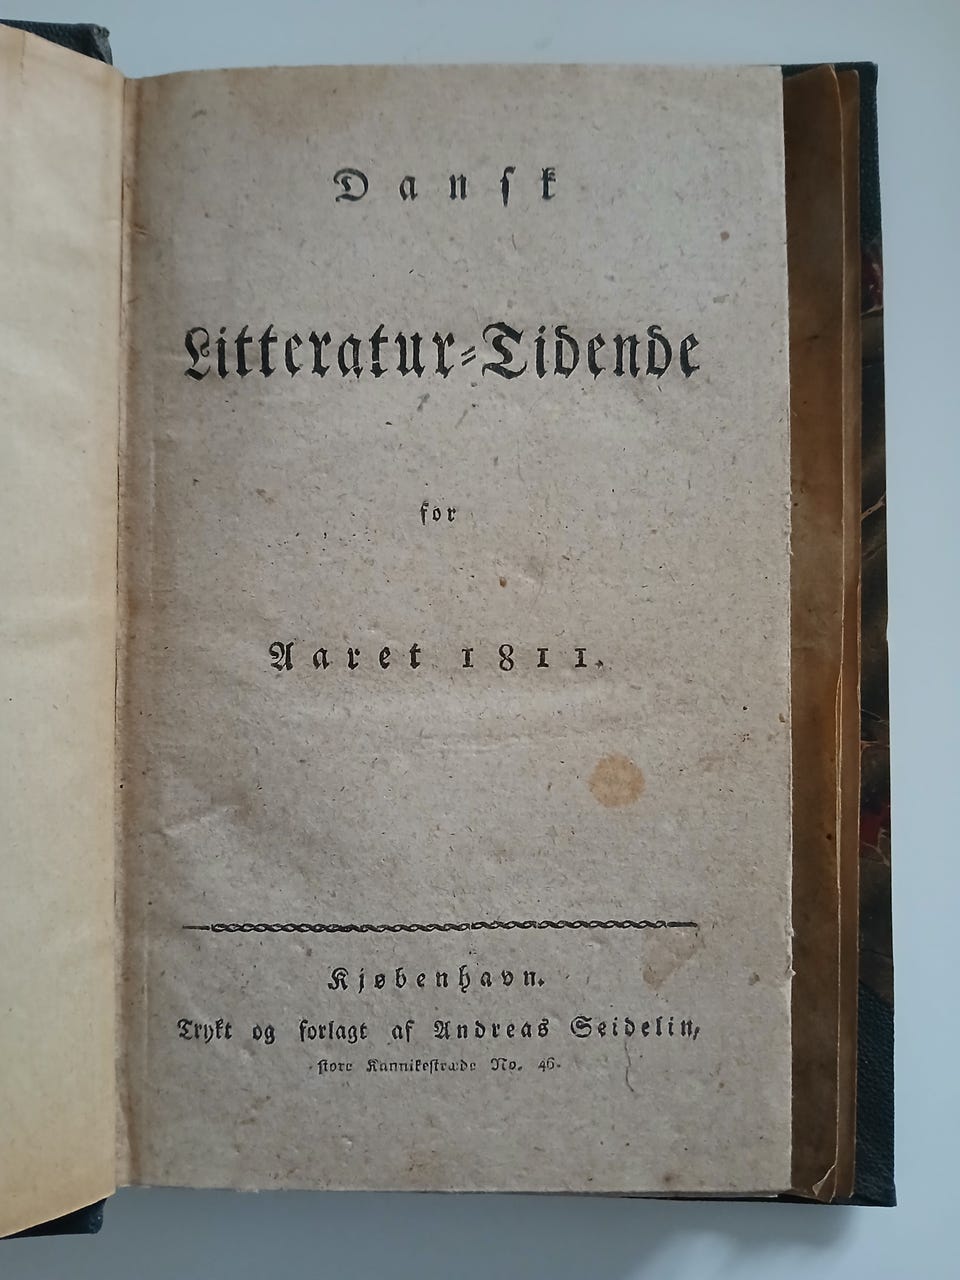 Dansk
Litteratur-Tidende
for
Aaret 1811.
Kjøbenhavn.
Trykt og forlagt af Andreas Seidelin,
store Kannikestræde No. 46.